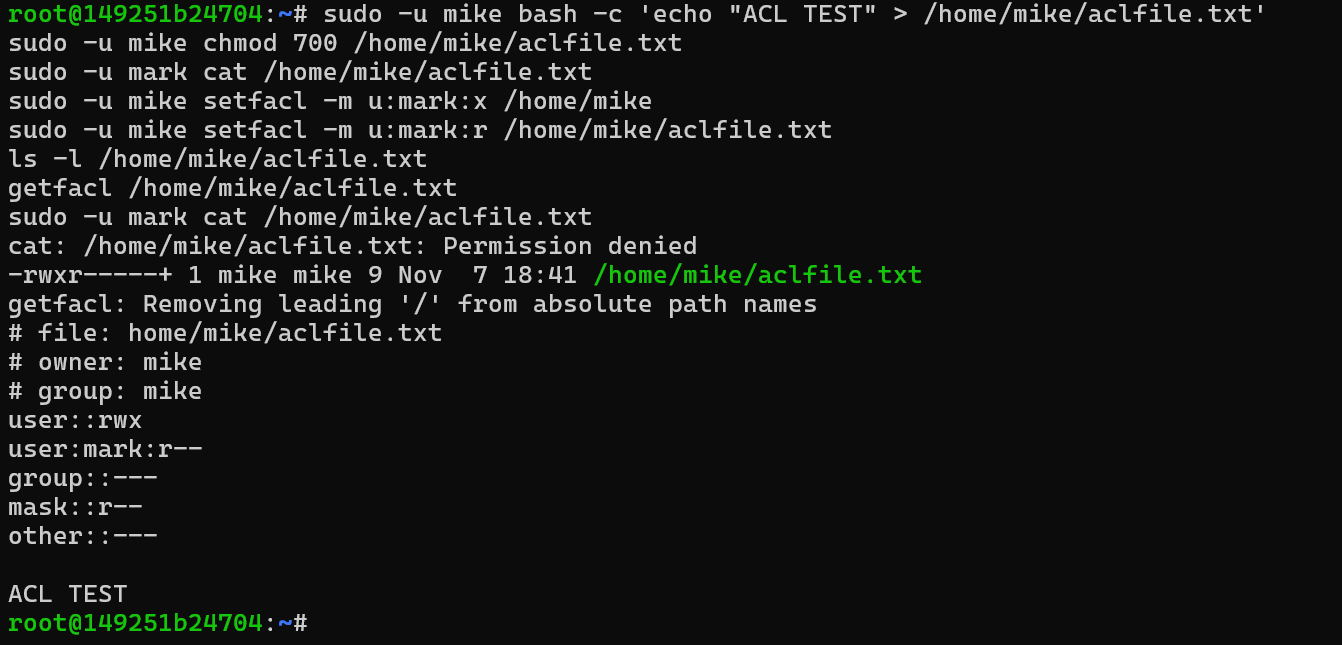 root@149251b24704:~# sudo -u mike bash -c 'echo "ACL TEST" > /home/mike/aclfile.txt'
sudo -u mike chmod 700 /home/mike/aclfile.txt
sudo -u mark cat /home/mike/aclfile.txt
sudo -u mike setfacl -m u:mark:x /home/mike
sudo -u mike setfacl -m u:mark:r /home/mike/aclfile.txt
ls -l /home/mike/aclfile.txt
getfacl /home/mike/aclfile.txt
sudo -u mark cat /home/mike/aclfile.txt
cat: /home/mike/aclfile.txt: Permission denied
-rwxr-----+ 1 mike mike 9 Nov  7 18:41 /home/mike/aclfile.txt
getfacl: Removing leading '/' from absolute path names
# file: home/mike/aclfile.txt
# owner: mike
# group: mike
user::rwx
user:mark:r--
group::---
mask::r--
other::---

ACL TEST
root@149251b24704:~#